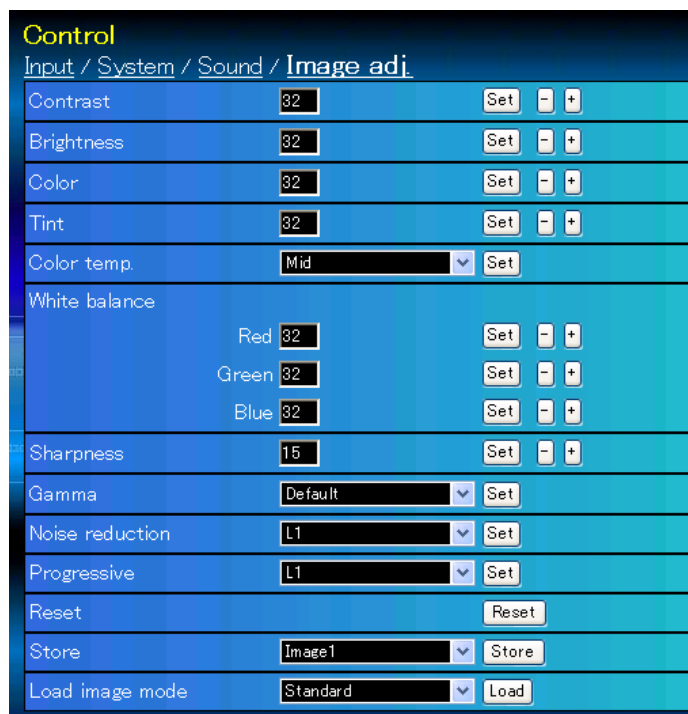 Control
Input / System / Sound / Image adj.
Contrast 32 Set - +
Brightness 32 Set - +
Color 32 Set - +
Tint 32 Set - +
Color temp. Mid Set
White balance
Red 32 Set - +
Green 32 Set - +
Blue 32 Set - +
Sharpness 15 Set - +
Gamma Default Set
Noise reduction L1 Set
Progressive L1 Set
Reset Reset
Store Image1 Store
Load image mode Standard Load